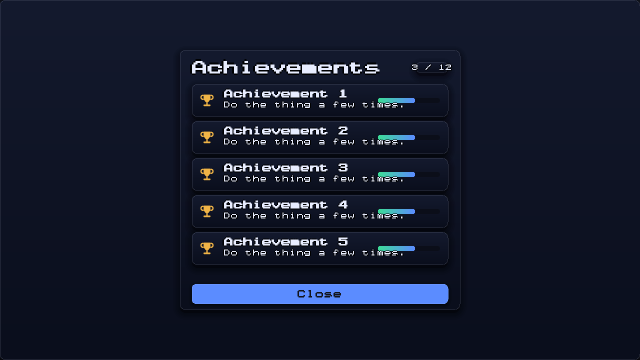 Achievements
3 / 12
Achievement 1
Do the thing a few times.
Achievement 2
Do the thing a few times.
Achievement 3
Do the thing a few times.
Achievement 4
Do the thing a few times.
Achievement 5
Do the thing a few times.
Close